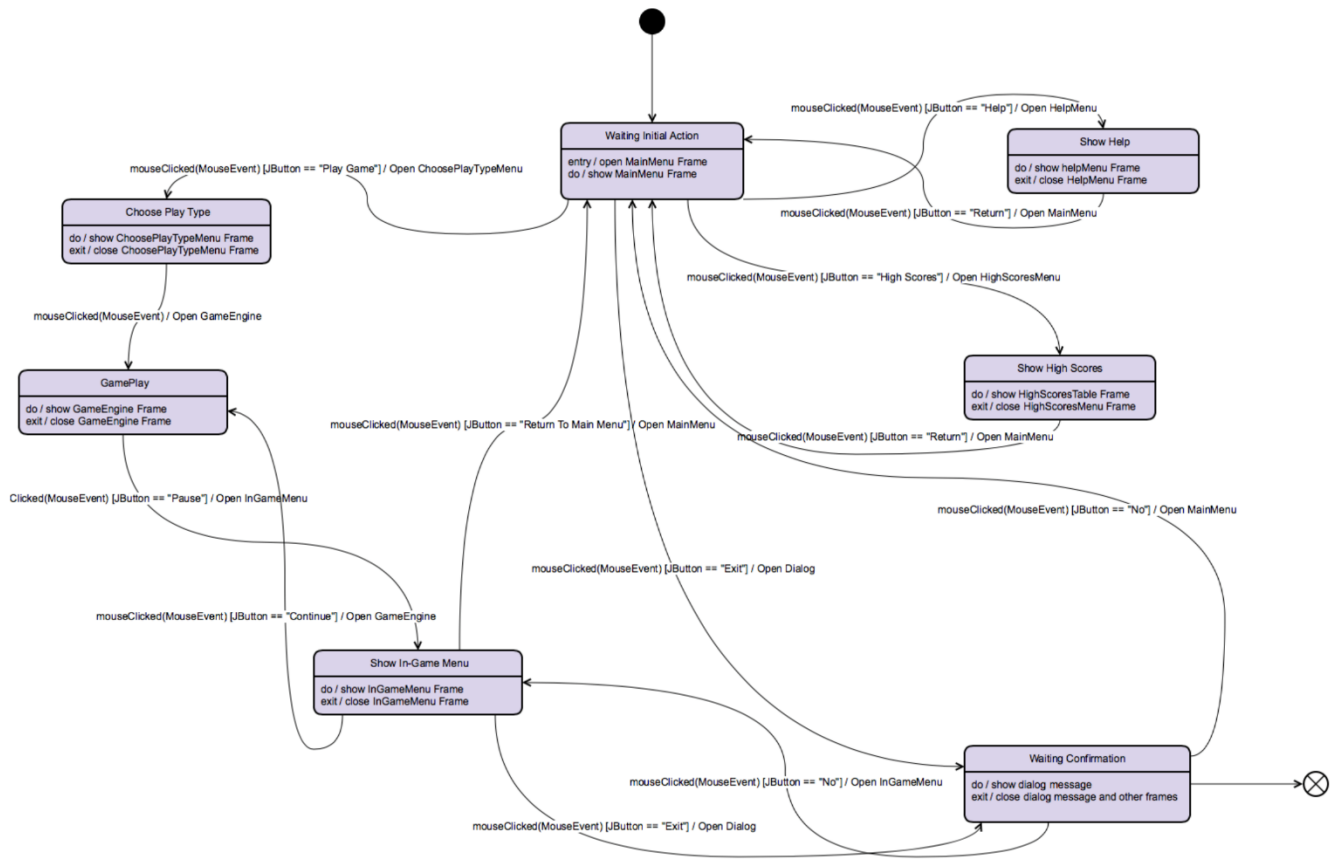 mouseClicked(MouseEvent) [JButton == "Help"] / Open HelpMenu
Waiting Initial Action
entry / open MainMenu Frame
do / show MainMenu Frame
Show Help
do / show helpMenu Frame
exit / close HelpMenu Frame
mouseClicked(MouseEvent) [JButton == "Play Game"] / Open ChoosePlayTypeMenu
Choose Play Type
do / show ChoosePlayTypeMenu Frame
exit / close ChoosePlayTypeMenu Frame
mouseClicked(MouseEvent) [JButton == "Return"] / Open MainMenu
mouseClicked(MouseEvent) [JButton == "High Scores"] / Open HighScoresMenu
mouseClicked(MouseEvent) / Open GameEngine
GamePlay
do / show GameEngine Frame
exit / close GameEngine Frame
Show High Scores
do / show HighScoresTable Frame
exit / close HighScoresMenu Frame
mouseClicked(MouseEvent) [JButton == "Return To Main Menu"] / Open MainMenu
mouseClicked(MouseEvent) [JButton == "Return"] / Open MainMenu
Clicked(MouseEvent) [JButton == "Pause"] / Open InGameMenu
mouseClicked(MouseEvent) [JButton == "No"] / Open MainMenu
mouseClicked(MouseEvent) [JButton == "Exit"] / Open Dialog
mouseClicked(MouseEvent) [JButton == "Continue"] / Open GameEngine
Show In-Game Menu
do / show InGameMenu Frame
exit / close InGameMenu Frame
Waiting Confirmation
do / show dialog message
exit / close dialog message and other frames
mouseClicked(MouseEvent) [JButton == "No"] / Open InGameMenu
mouseClicked(MouseEvent) [JButton == "Exit"] / Open Dialog